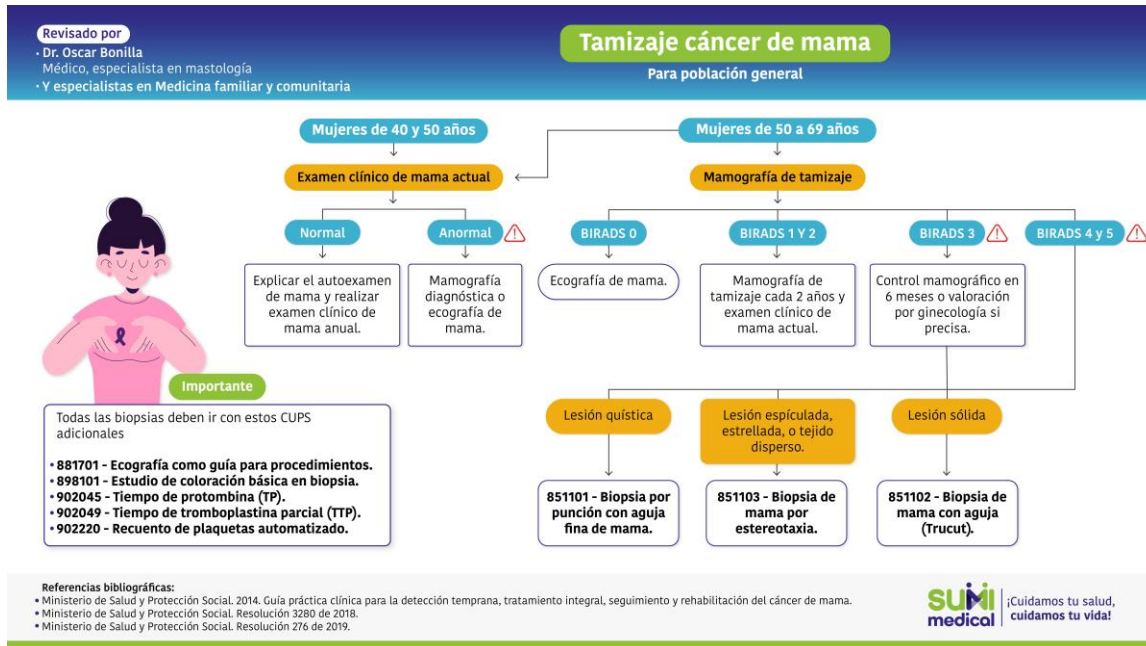 Revisado por
· Dr. Oscar Bonilla
Médico, especialista en mastología
· Y especialistas en Medicina familiar y comunitaria
Tamizaje cáncer de mama
Para población general
Mujeres de 40 y 50 años
Mujeres de 50 a 69 años
Examen clínico de mama actual
Mamografía de tamizaje
Normal
Anormal
BIRADS 0
BIRADS 1 Y 2
BIRADS 3
BIRADS 4 y 5
Explicar el autoexamen
de mama y realizar
examen clínico de
mama anual.
Mamografía
diagnóstica o
ecografía de
mama.
Ecografía de mama.
Mamografía de
tamizaje cada 2 años y
examen clínico de
mama actual.
Control mamográfico en
6 meses o valoración
por ginecología si
precisa.
Importante
Todas las biopsias deben ir con estos CUPS
adicionales
• 881701 - Ecografía como guía para procedimientos.
• 898101 - Estudio de coloración básica en biopsia.
• 902045 - Tiempo de protombina (TP).
• 902049 - Tiempo de tromboplastina parcial (TTP).
• 902220 - Recuento de plaquetas automatizado.
Lesión quística
Lesión espículada,
estrellada, o tejido
disperso.
Lesión sólida
851101 - Biopsia por
punción con aguja
fina de mama.
851103 - Biopsia de
mama por
estereotaxia.
851102 - Biopsia de
mama con aguja
(Trucut).
Referencias bibliográficas:
• Ministerio de Salud y Protección Social. 2014. Guía práctica clínica para la detección temprana, tratamiento integral, seguimiento y rehabilitación del cáncer de mama.
• Ministerio de Salud y Protección Social. Resolución 3280 de 2018.
• Ministerio de Salud y Protección Social. Resolución 276 de 2019.
SUMI
medical
¡Cuidamos tu salud,
cuidamos tu vida!